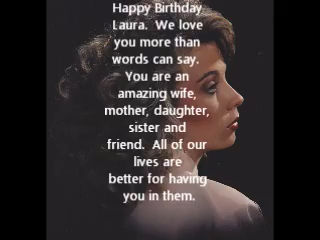 Happy Birthday
Laura. We love
you more than
words can say.
You are an
amazing wife,
mother, daughter,
sister and
friend. All of our
lives are
better for having
you in them.